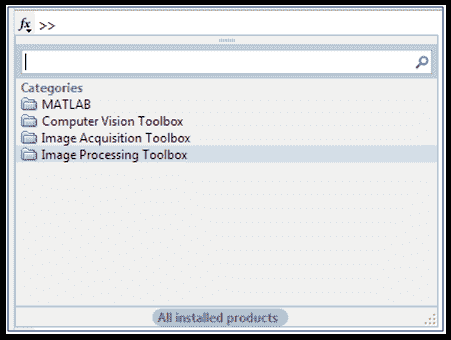 fx >>
Categories
MATLAB
Computer Vision Toolbox
Image Acquisition Toolbox
Image Processing Toolbox
All installed products